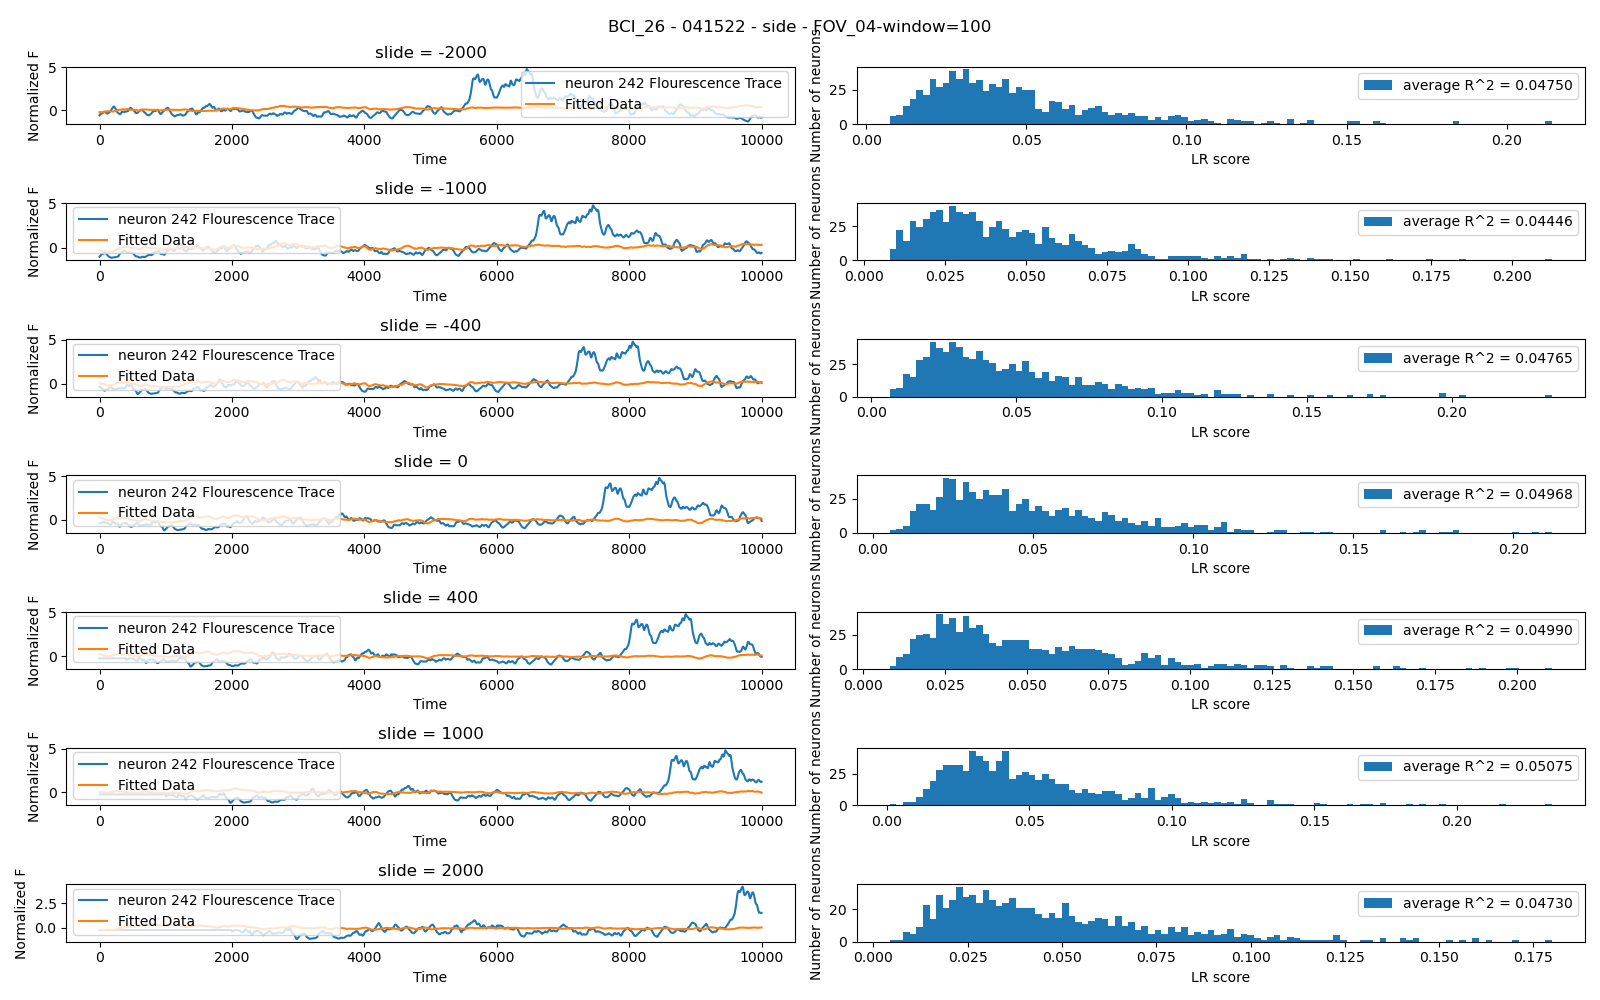 BCI_26 - 041522 - side - FOV_04-window=100
slide = -2000
Normalized F
5
0
neuron 242 Flourescence Trace
Fitted Data
0 2000 4000 6000 8000 10000
Time
Number of neurons
25
0
average R^2 = 0.04750
0.00 0.05 0.10 0.15 0.20
LR score
slide = -1000
Normalized F
5
0
neuron 242 Flourescence Trace
Fitted Data
0 2000 4000 6000 8000 10000
Time
Number of neurons
25
0
average R^2 = 0.04446
0.000 0.025 0.050 0.075 0.100 0.125 0.150 0.175 0.200
LR score
slide = -400
Normalized F
5
0
neuron 242 Flourescence Trace
Fitted Data
0 2000 4000 6000 8000 10000
Time
Number of neurons
25
0
average R^2 = 0.04765
0.00 0.05 0.10 0.15 0.20
LR score
slide = 0
Normalized F
5
0
neuron 242 Flourescence Trace
Fitted Data
0 2000 4000 6000 8000 10000
Time
Number of neurons
25
0
average R^2 = 0.04968
0.00 0.05 0.10 0.15 0.20
LR score
slide = 400
Normalized F
5
0
neuron 242 Flourescence Trace
Fitted Data
0 2000 4000 6000 8000 10000
Time
Number of neurons
25
0
average R^2 = 0.04990
0.000 0.025 0.050 0.075 0.100 0.125 0.150 0.175 0.200
LR score
slide = 1000
Normalized F
5
0
neuron 242 Flourescence Trace
Fitted Data
0 2000 4000 6000 8000 10000
Time
Number of neurons
25
0
average R^2 = 0.05075
0.00 0.05 0.10 0.15 0.20
LR score
slide = 2000
Normalized F
2.5
0.0
neuron 242 Flourescence Trace
Fitted Data
0 2000 4000 6000 8000 10000
Time
Number of neurons
20
0
average R^2 = 0.04730
0.000 0.025 0.050 0.075 0.100 0.125 0.150 0.175
LR score